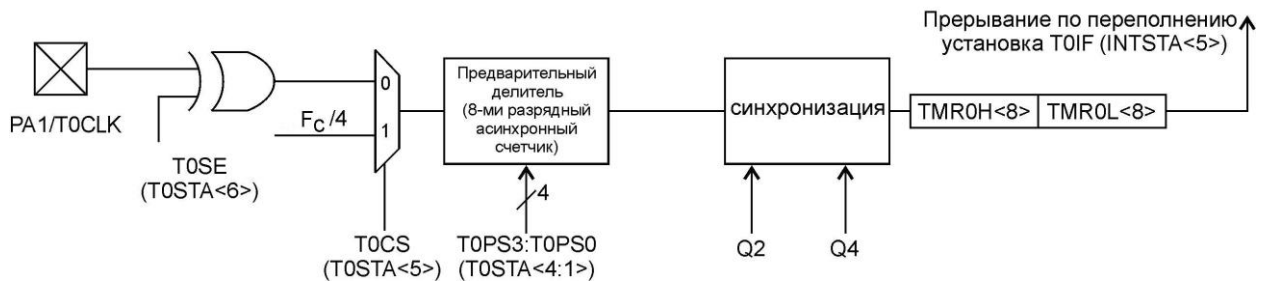 Прерывание по переполнению
установка T0IF (INTSTA<5>)
PA1/T0CLK
T0SE
(T0STA<6>)
FC/4
0
1
T0CS
(T0STA<5>)
Предварительный
делитель
(8-ми разрядный
асинхронный
счетчик)
4
T0PS3:T0PS0
(T0STA<4:1>)
синхронизация
Q2
Q4
TMR0H<8>
TMR0L<8>